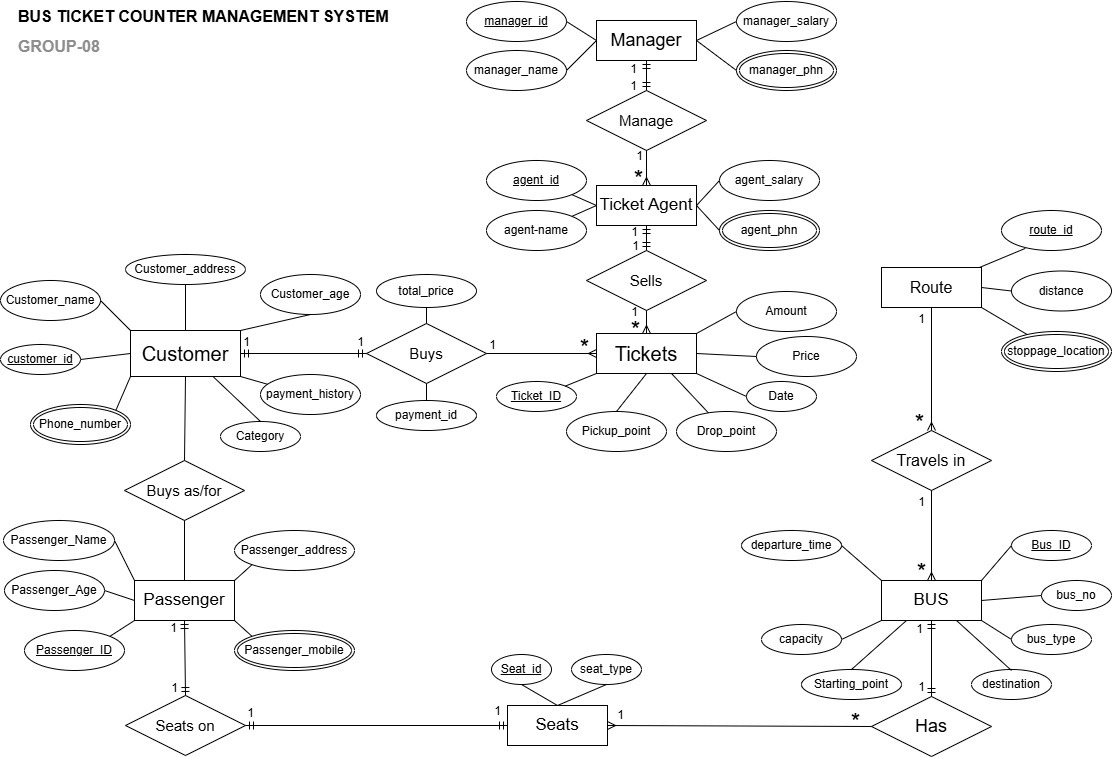 BUS TICKET COUNTER MANAGEMENT SYSTEM
GROUP-08
manager_id
manager_salary
Manager
manager_name
manager_phn
1
1
Manage
1
*
agent_id
agent_salary
Ticket Agent
agent-name
agent_phn
1
1
Sells
1
*
route_id
Route
distance
stoppage_location
1
*
Travels in
1
*
Customer_address
Customer_name
Customer_age
Customer
customer_id
payment_history
Phone_number
Category
1
1
total_price
Buys
payment_id
1
*
Tickets
Amount
Price
Date
Ticket_ID
Pickup_point
Drop_point
Buys as/for
Passenger_Name
Passenger_address
Passenger_Age
Passenger
Passenger_ID
Passenger_mobile
1
1
Seats on
1
1
Seat_id
seat_type
Seats
1
*
departure_time
Bus_ID
BUS
bus_no
capacity
bus_type
Starting_point
destination
1
1
Has